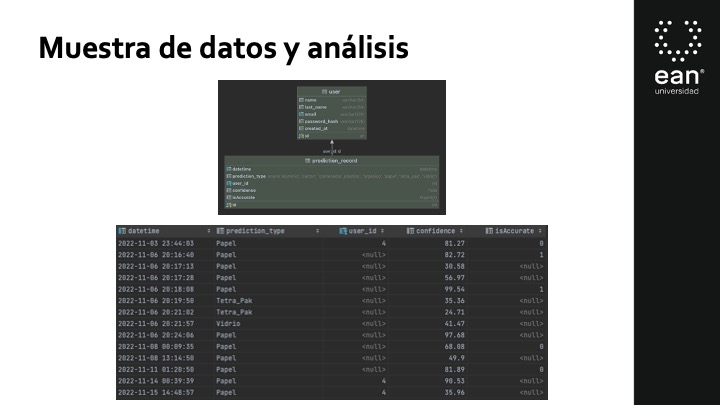 Muestra de datos y análisis
ean®
universidad
user
name varchar
last_name varchar
email varchar
password_hash varchar
created_at datetime
id
user_id:id
prediction_record
datetime
prediction_type
user_id
confidence
isAccurate
id
datetime prediction_type user_id confidence isAccurate
2022-11-03 23:44:03 Papel 4 81.27 0
2022-11-06 20:16:40 Papel <null> 82.72 1
2022-11-06 20:17:13 Papel <null> 30.58 <null>
2022-11-06 20:17:28 Papel <null> 56.97 <null>
2022-11-06 20:18:08 Papel <null> 99.54 1
2022-11-06 20:19:50 Tetra_Pak <null> 35.36 <null>
2022-11-06 20:21:02 Tetra_Pak <null> 24.71 <null>
2022-11-06 20:21:57 Vidrio <null> 41.47 <null>
2022-11-06 20:24:06 Papel <null> 97.68 <null>
2022-11-08 00:09:35 Papel <null> 68.08 0
2022-11-08 13:14:50 Papel <null> 49.9 <null>
2022-11-11 01:20:50 Papel <null> 81.89 0
2022-11-14 00:39:39 Papel 4 90.53 <null>
2022-11-15 14:48:57 Papel 4 35.96 <null>